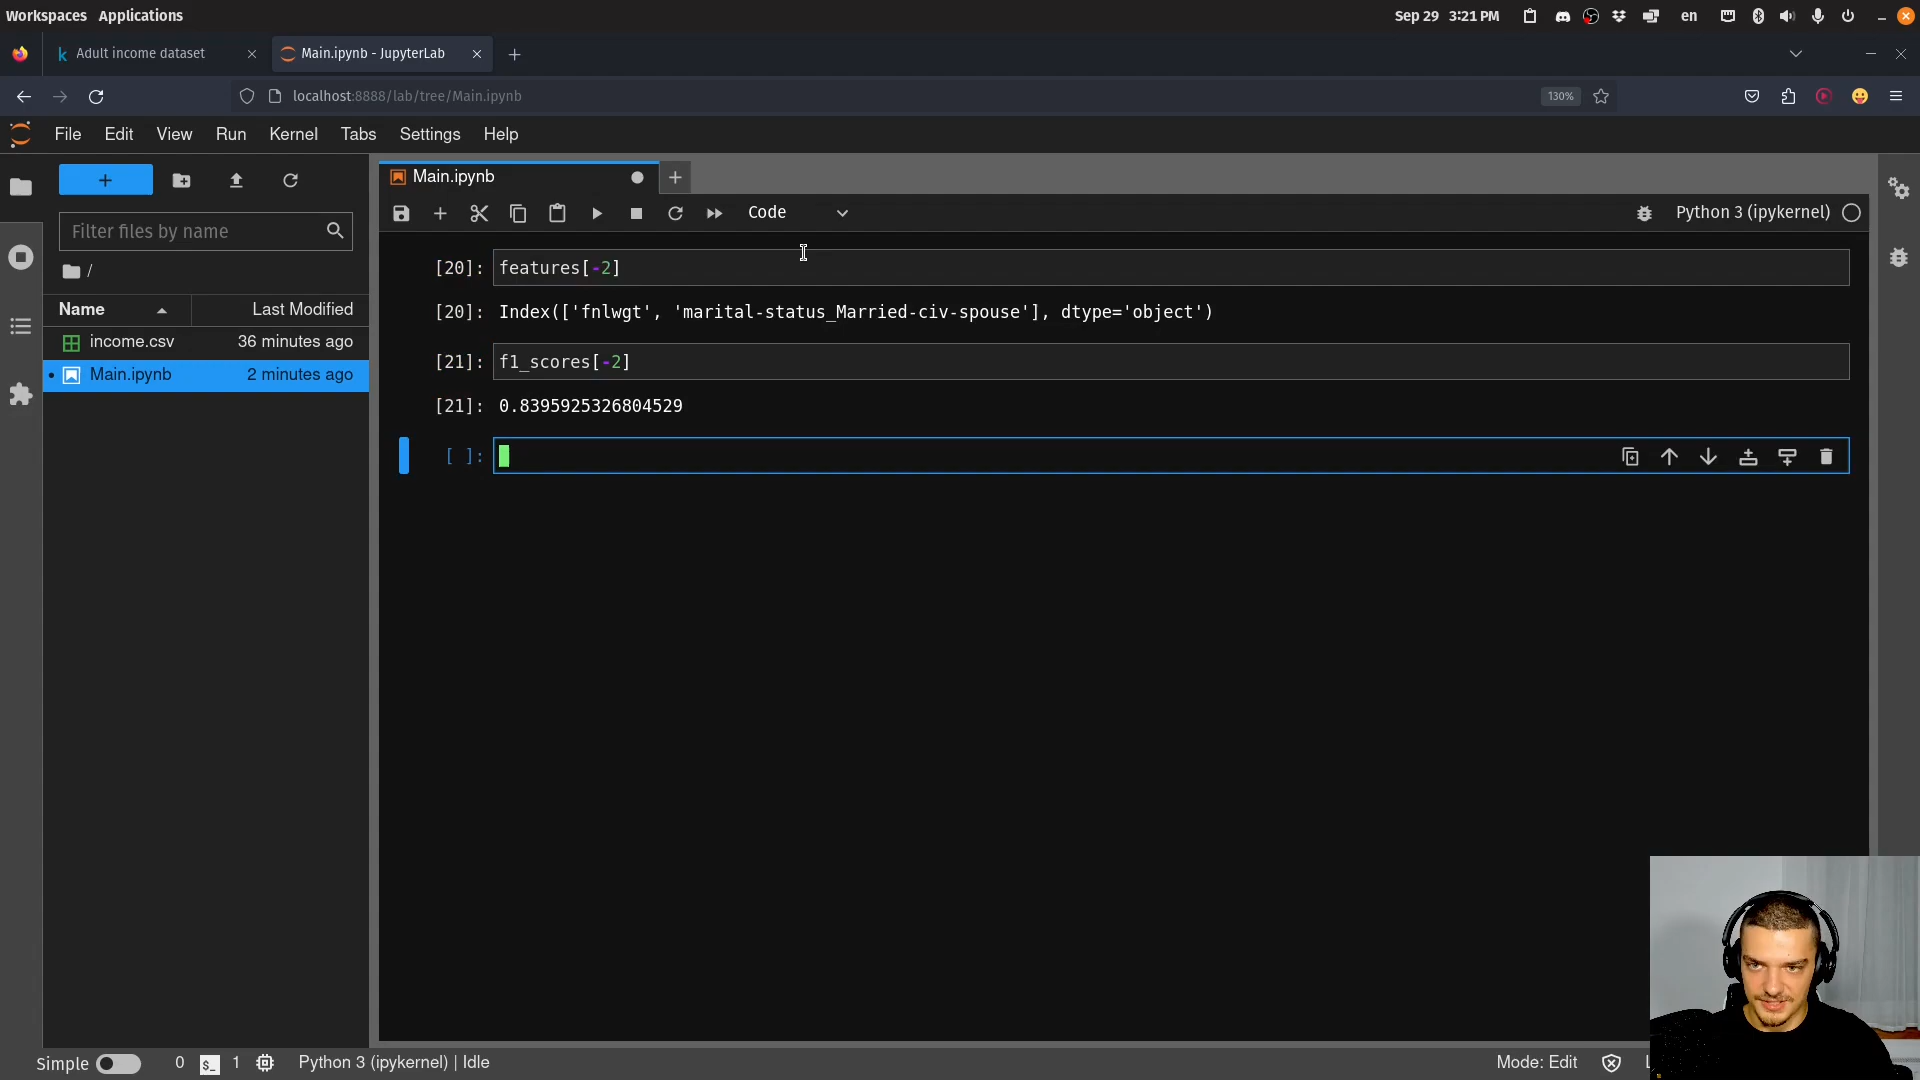 Workspaces Applications
Sep 29 3:21 PM
en
Adult income dataset
Main.ipynb - JupyterLab
localhost:8888/lab/tree/Main.ipynb
130%
File Edit View Run Kernel Tabs Settings Help
Main.ipynb
Code
Python 3 (ipykernel)
Filter files by name
/
Name Last Modified
income.csv 36 minutes ago
Main.ipynb 2 minutes ago
[20]: features[-2]
[20]: Index(['fnlwgt', 'marital-status_Married-civ-spouse'], dtype='object')
[21]: f1_scores[-2]
[21]: 0.8395925326804529
[ ]:
Simple 0 $_ 1 Python 3 (ipykernel) | Idle
Mode: Edit